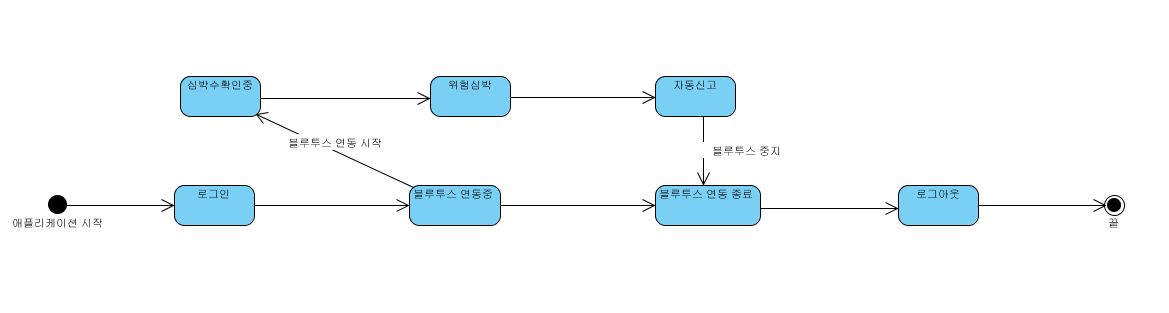 심박수확인중
위험심박
자동신고
블루투스 연동 시작
블루투스 중지
로그인
블루투스 연동중
블루투스 연동 종료
로그아웃
애플리케이션 시작
끝